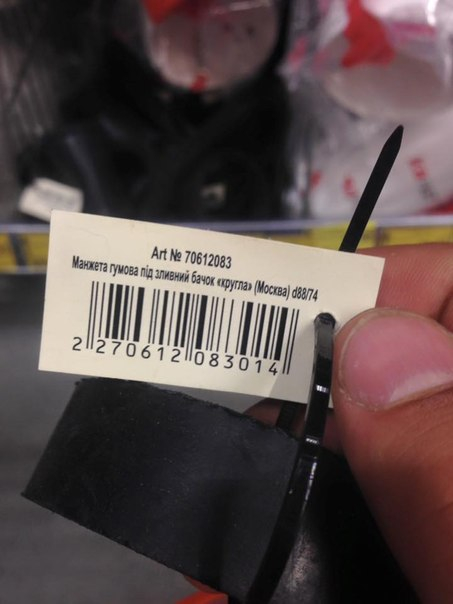 Art № 70612083
Манжета гумова під зливний бачок «кругла» (Москва) d88/74
2 270612 083014